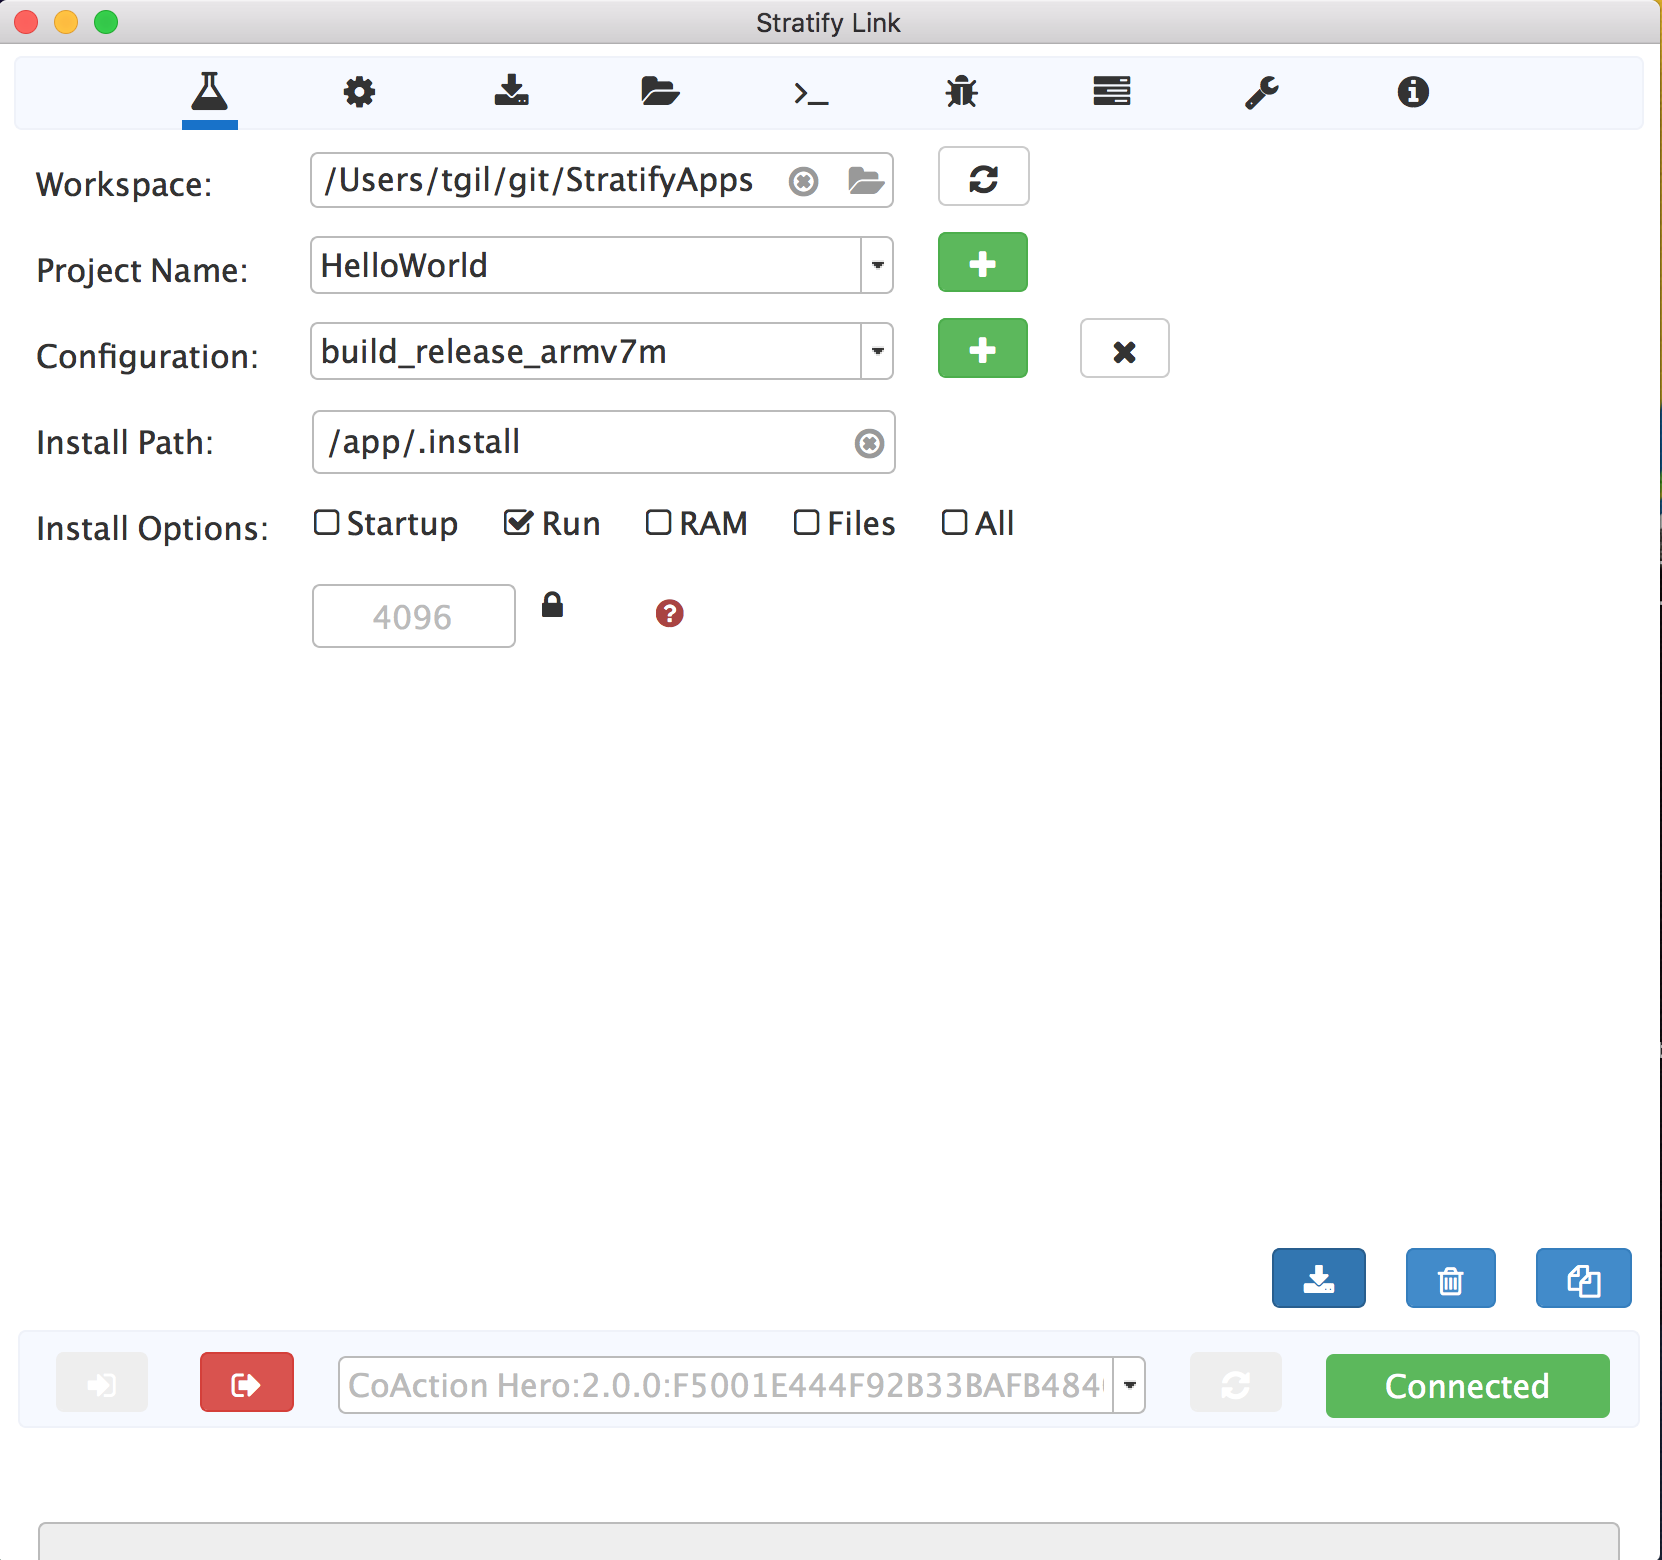 Stratify Link
Workspace: /Users/tgil/git/StratifyApps
Project Name: HelloWorld
Configuration: build_release_armv7m
Install Path: /app/.install
Install Options: Startup Run RAM Files All
4096
CoAction Hero:2.0.0:F5001E444F92B33BAFB484 Connected